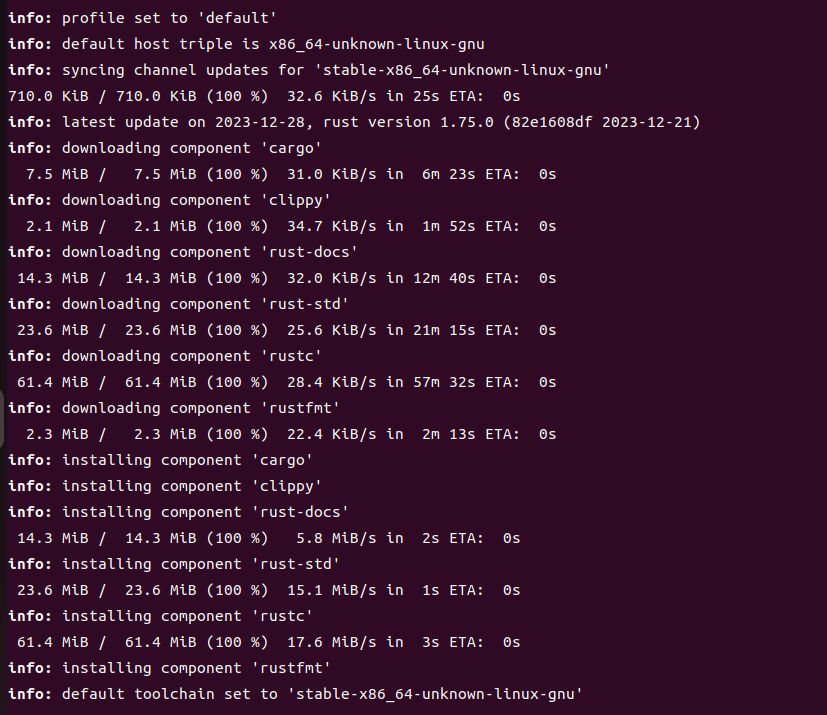 info: profile set to 'default'
info: default host triple is x86_64-unknown-linux-gnu
info: syncing channel updates for 'stable-x86_64-unknown-linux-gnu'
710.0 KiB / 710.0 KiB (100 %)  32.6 KiB/s in 25s ETA:  0s
info: latest update on 2023-12-28, rust version 1.75.0 (82e1608df 2023-12-21)
info: downloading component 'cargo'
  7.5 MiB /   7.5 MiB (100 %)  31.0 KiB/s in  6m 23s ETA:  0s
info: downloading component 'clippy'
  2.1 MiB /   2.1 MiB (100 %)  34.7 KiB/s in  1m 52s ETA:  0s
info: downloading component 'rust-docs'
 14.3 MiB /  14.3 MiB (100 %)  32.0 KiB/s in 12m 40s ETA:  0s
info: downloading component 'rust-std'
 23.6 MiB /  23.6 MiB (100 %)  25.6 KiB/s in 21m 15s ETA:  0s
info: downloading component 'rustc'
 61.4 MiB /  61.4 MiB (100 %)  28.4 KiB/s in 57m 32s ETA:  0s
info: downloading component 'rustfmt'
  2.3 MiB /   2.3 MiB (100 %)  22.4 KiB/s in  2m 13s ETA:  0s
info: installing component 'cargo'
info: installing component 'clippy'
info: installing component 'rust-docs'
 14.3 MiB /  14.3 MiB (100 %)   5.8 MiB/s in  2s ETA:  0s
info: installing component 'rust-std'
 23.6 MiB /  23.6 MiB (100 %)  15.1 MiB/s in  1s ETA:  0s
info: installing component 'rustc'
 61.4 MiB /  61.4 MiB (100 %)  17.6 MiB/s in  3s ETA:  0s
info: installing component 'rustfmt'
info: default toolchain set to 'stable-x86_64-unknown-linux-gnu'